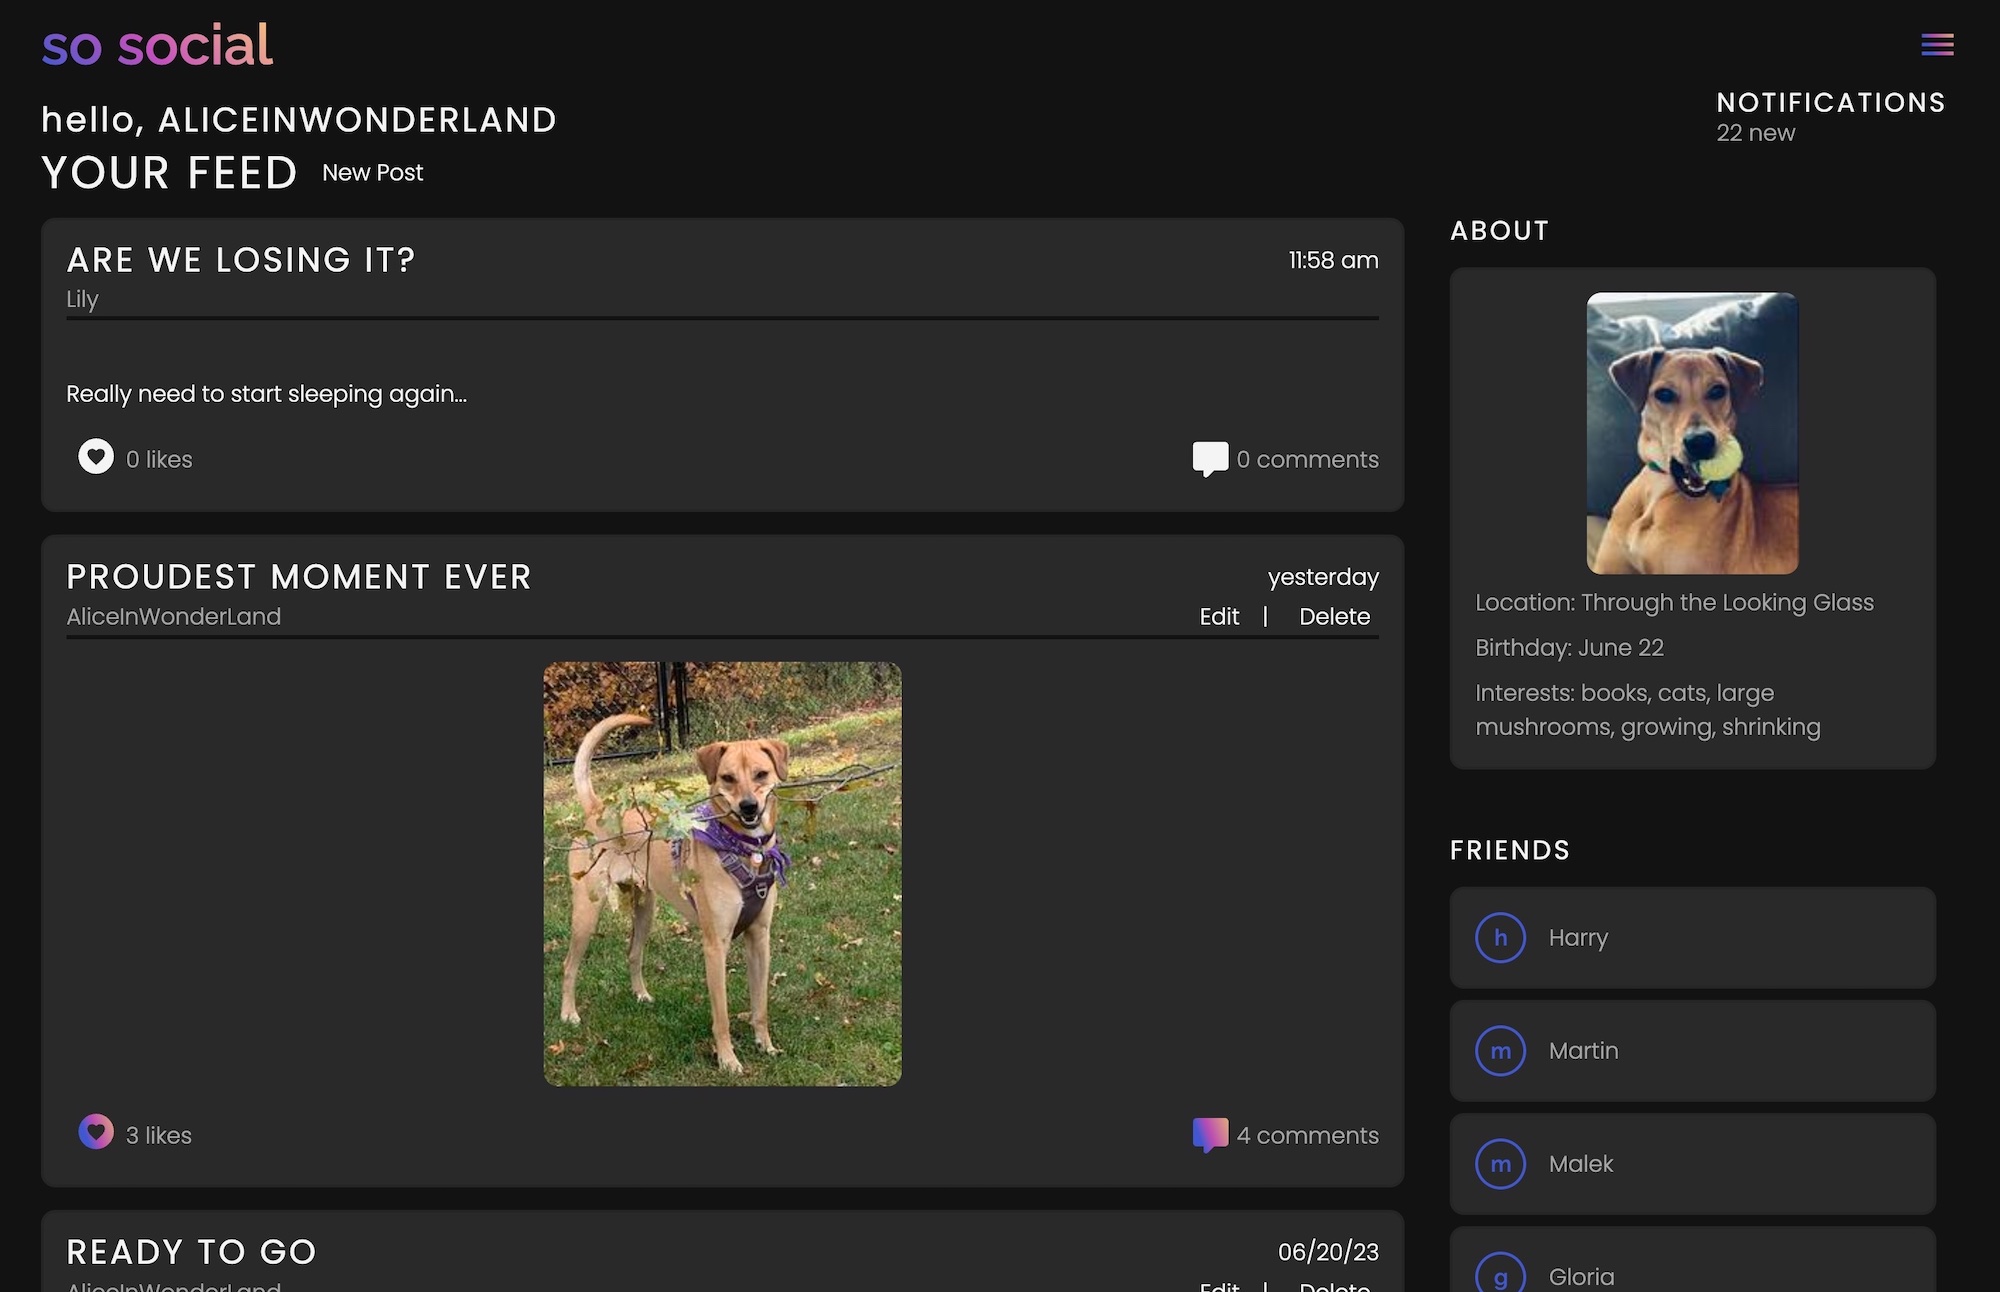 so social
hello, ALICEINWONDERLAND
NOTIFICATIONS
22 new
YOUR FEED New Post
ARE WE LOSING IT? 11:58 am
Lily
Really need to start sleeping again...
0 likes 0 comments
PROUDEST MOMENT EVER yesterday
AliceInWonderLand Edit | Delete
3 likes 4 comments
READY TO GO 06/20/23
AliceInWonderLand Edit | Delete
ABOUT
Location: Through the Looking Glass
Birthday: June 22
Interests: books, cats, large
mushrooms, growing, shrinking
FRIENDS
h Harry
m Martin
m Malek
g Gloria